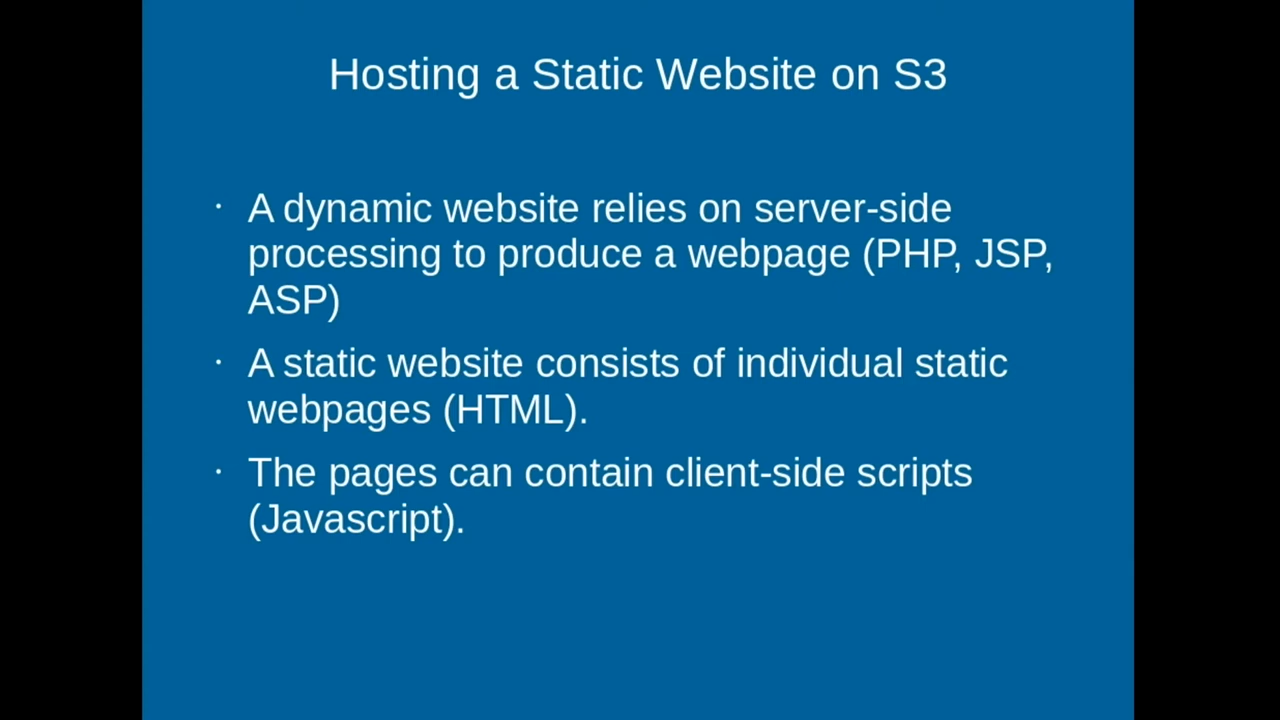 Hosting a Static Website on S3
· A dynamic website relies on server-side
processing to produce a webpage (PHP, JSP,
ASP)
· A static website consists of individual static
webpages (HTML).
· The pages can contain client-side scripts
(Javascript).